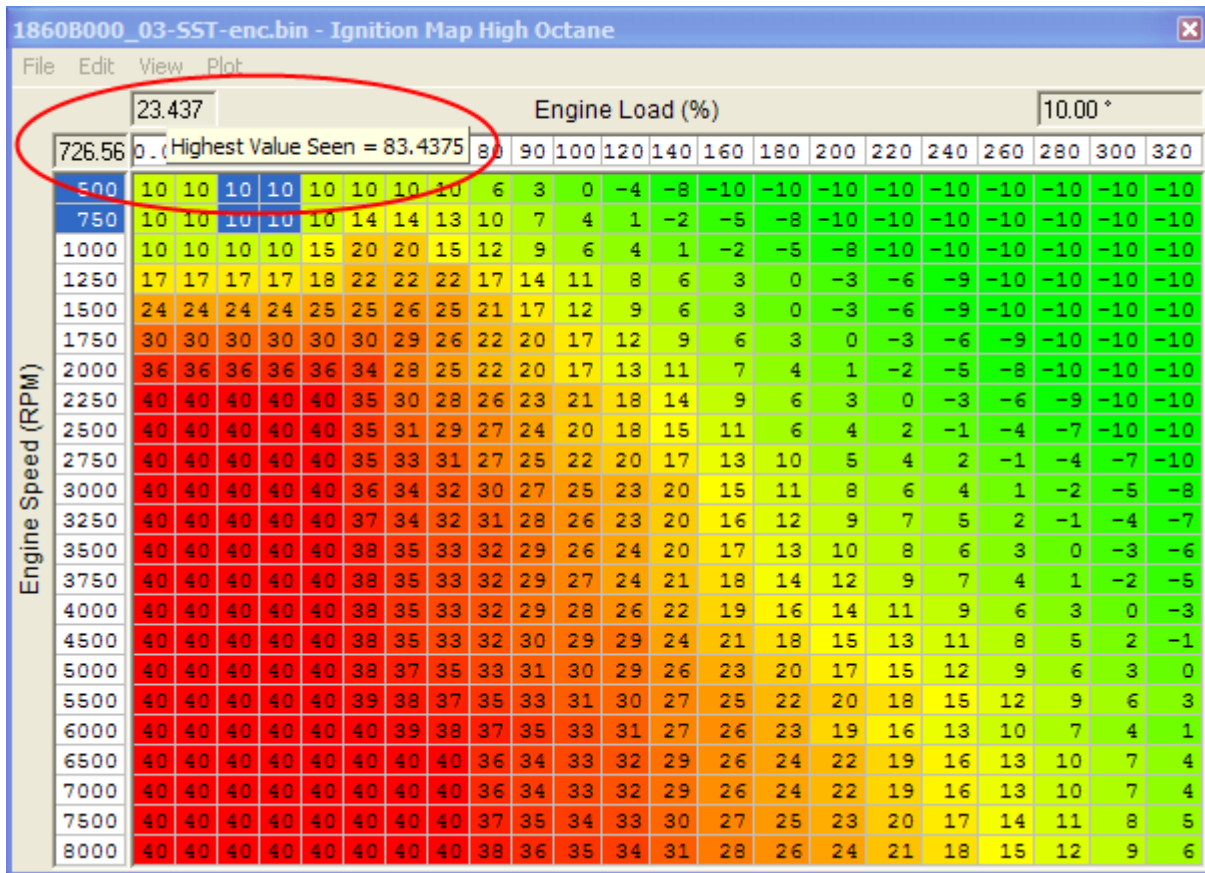 1860B000_03-SST-enc.bin - Ignition Map High Octane
File Edit View Plot
23.437 Engine Load (%) 10.00 °
Highest Value Seen = 83.4375
726.56 80 90 100 120 140 160 180 200 220 240 260 280 300 320
Engine Speed (RPM)
500 10 10 10 10 10 10 10 10 6 3 0 -4 -8 -10 -10 -10 -10 -10 -10 -10 -10 -10
750 10 10 10 10 10 14 14 13 10 7 4 1 -2 -5 -8 -10 -10 -10 -10 -10 -10 -10
1000 10 10 10 10 15 20 20 15 12 9 6 4 1 -2 -5 -8 -10 -10 -10 -10 -10 -10
1250 17 17 17 17 18 22 22 22 17 14 11 8 6 3 0 -3 -6 -9 -10 -10 -10 -10
1500 24 24 24 24 25 25 26 25 21 17 12 9 6 3 0 -3 -6 -9 -10 -10 -10 -10
1750 30 30 30 30 30 30 29 26 22 20 17 12 9 6 3 0 -3 -6 -9 -10 -10 -10
2000 36 36 36 36 36 34 28 25 22 20 17 13 11 7 4 1 -2 -5 -8 -10 -10 -10
2250 40 40 40 40 40 35 30 28 26 23 21 18 14 9 6 3 0 -3 -6 -9 -10 -10
2500 40 40 40 40 40 35 31 29 27 24 20 18 15 11 6 4 2 -1 -4 -7 -10 -10
2750 40 40 40 40 40 35 33 31 27 25 22 20 17 13 10 5 4 2 -1 -4 -7 -10
3000 40 40 40 40 40 36 34 32 30 27 25 23 20 15 11 8 6 4 1 -2 -5 -8
3250 40 40 40 40 40 37 34 32 31 28 26 23 20 16 12 9 7 5 2 -1 -4 -7
3500 40 40 40 40 40 38 35 33 32 29 26 24 20 17 13 10 8 6 3 0 -3 -6
3750 40 40 40 40 40 38 35 33 32 29 27 24 21 18 14 12 9 7 4 1 -2 -5
4000 40 40 40 40 40 38 35 33 32 29 28 26 22 19 16 14 11 9 6 3 0 -3
4500 40 40 40 40 40 38 35 33 32 30 29 29 24 21 18 15 13 11 8 5 2 -1
5000 40 40 40 40 40 38 37 35 33 31 30 29 26 23 20 17 15 12 9 6 3 0
5500 40 40 40 40 40 39 38 37 35 33 31 30 27 25 22 20 18 15 12 9 6 3
6000 40 40 40 40 40 40 39 38 37 35 33 31 27 26 23 19 16 13 10 7 4 1
6500 40 40 40 40 40 40 40 40 36 34 33 32 29 26 24 22 19 16 13 10 7 4
7000 40 40 40 40 40 40 40 40 36 34 33 32 29 26 24 22 19 16 13 10 7 4
7500 40 40 40 40 40 40 40 40 37 35 34 33 30 27 25 23 20 17 14 11 8 5
8000 40 40 40 40 40 40 40 40 38 36 35 34 31 28 26 24 21 18 15 12 9 6